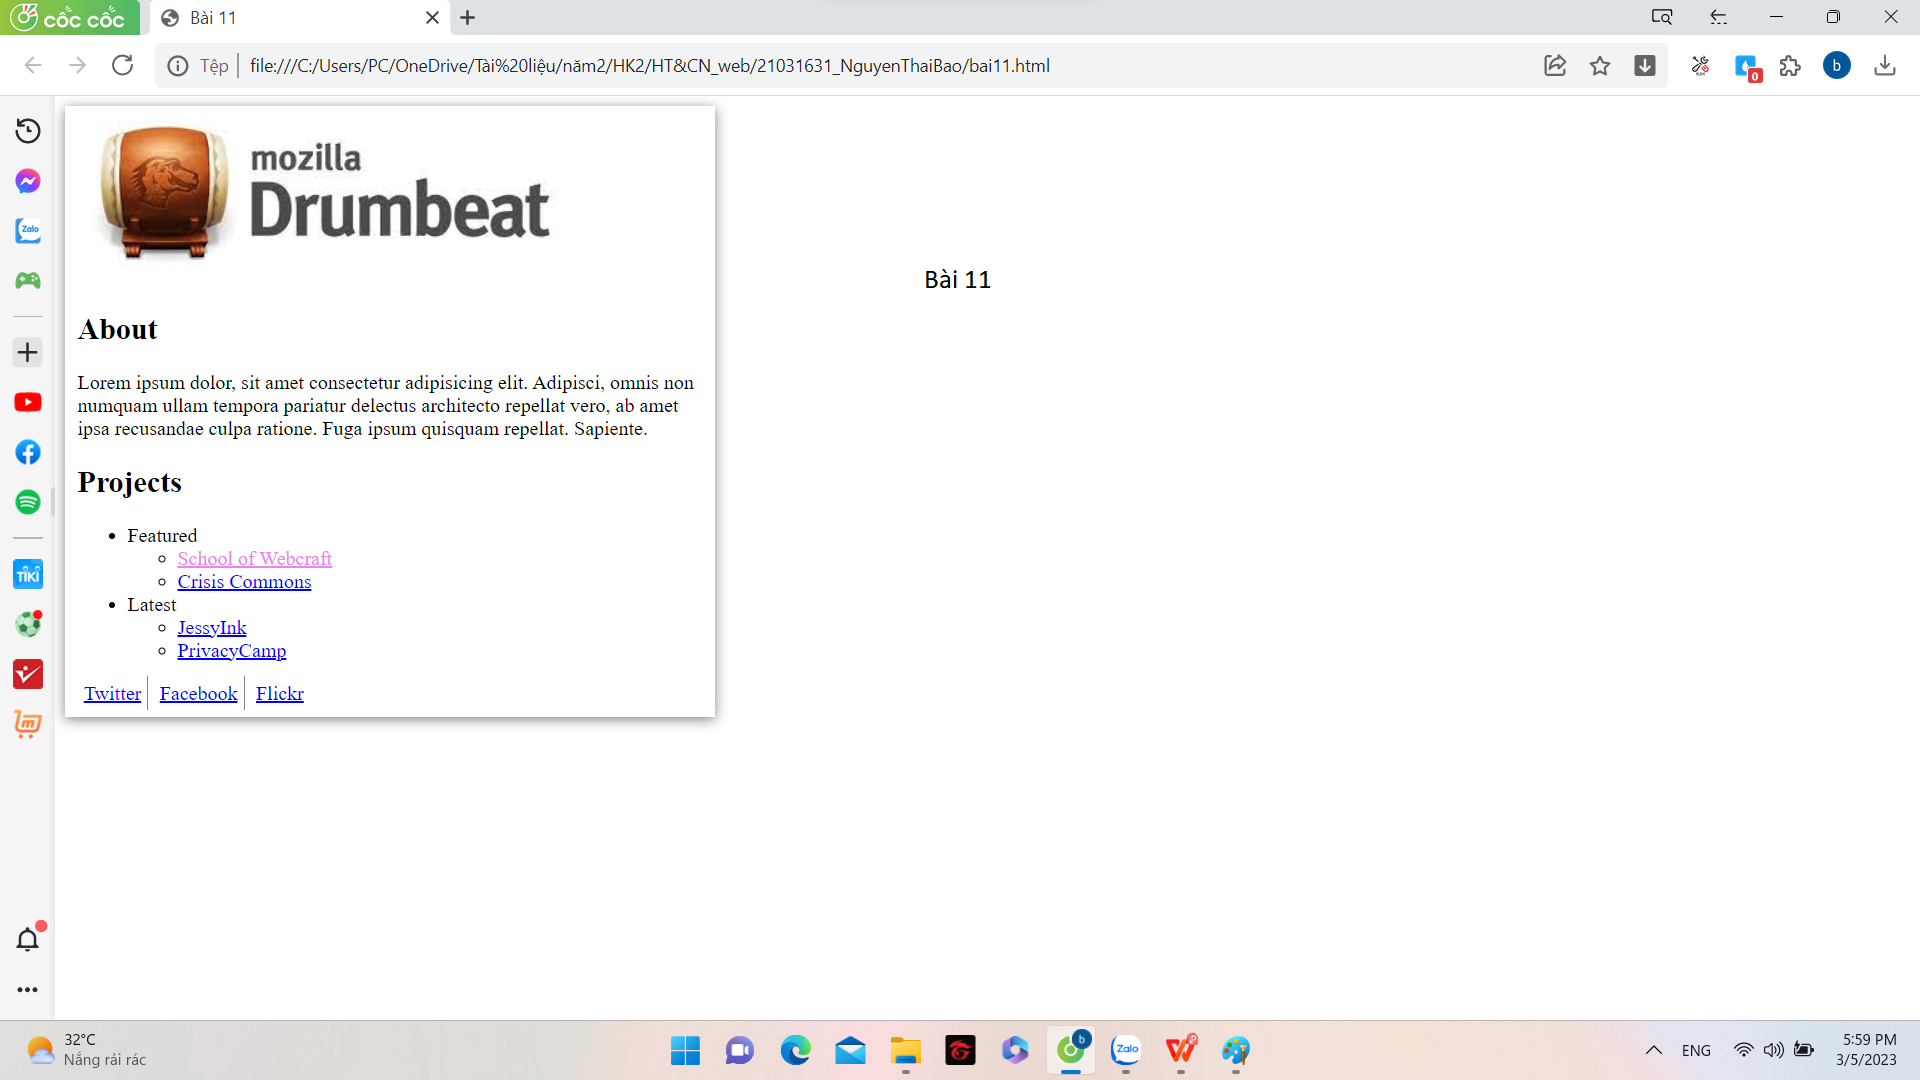 cốc cốc
Bài 11
Tệp
file:///C:/Users/PC/OneDrive/Tài%20liệu/năm2/HK2/HT&CN_web/21031631_NguyenThaiBao/bai11.html
0
b
mozilla
Drumbeat
Bài 11
About
Lorem ipsum dolor, sit amet consectetur adipisicing elit. Adipisci, omnis non
numquam ullam tempora pariatur delectus architecto repellat vero, ab amet
ipsa recusandae culpa ratione. Fuga ipsum quisquam repellat. Sapiente.
Projects
Featured
School of Webcraft
Crisis Commons
Latest
JessyInk
PrivacyCamp
Twitter
Facebook
Flickr
Zalo
TIKI
32°C
Nắng rải rác
b
Zalo
ENG
5:59 PM
3/5/2023